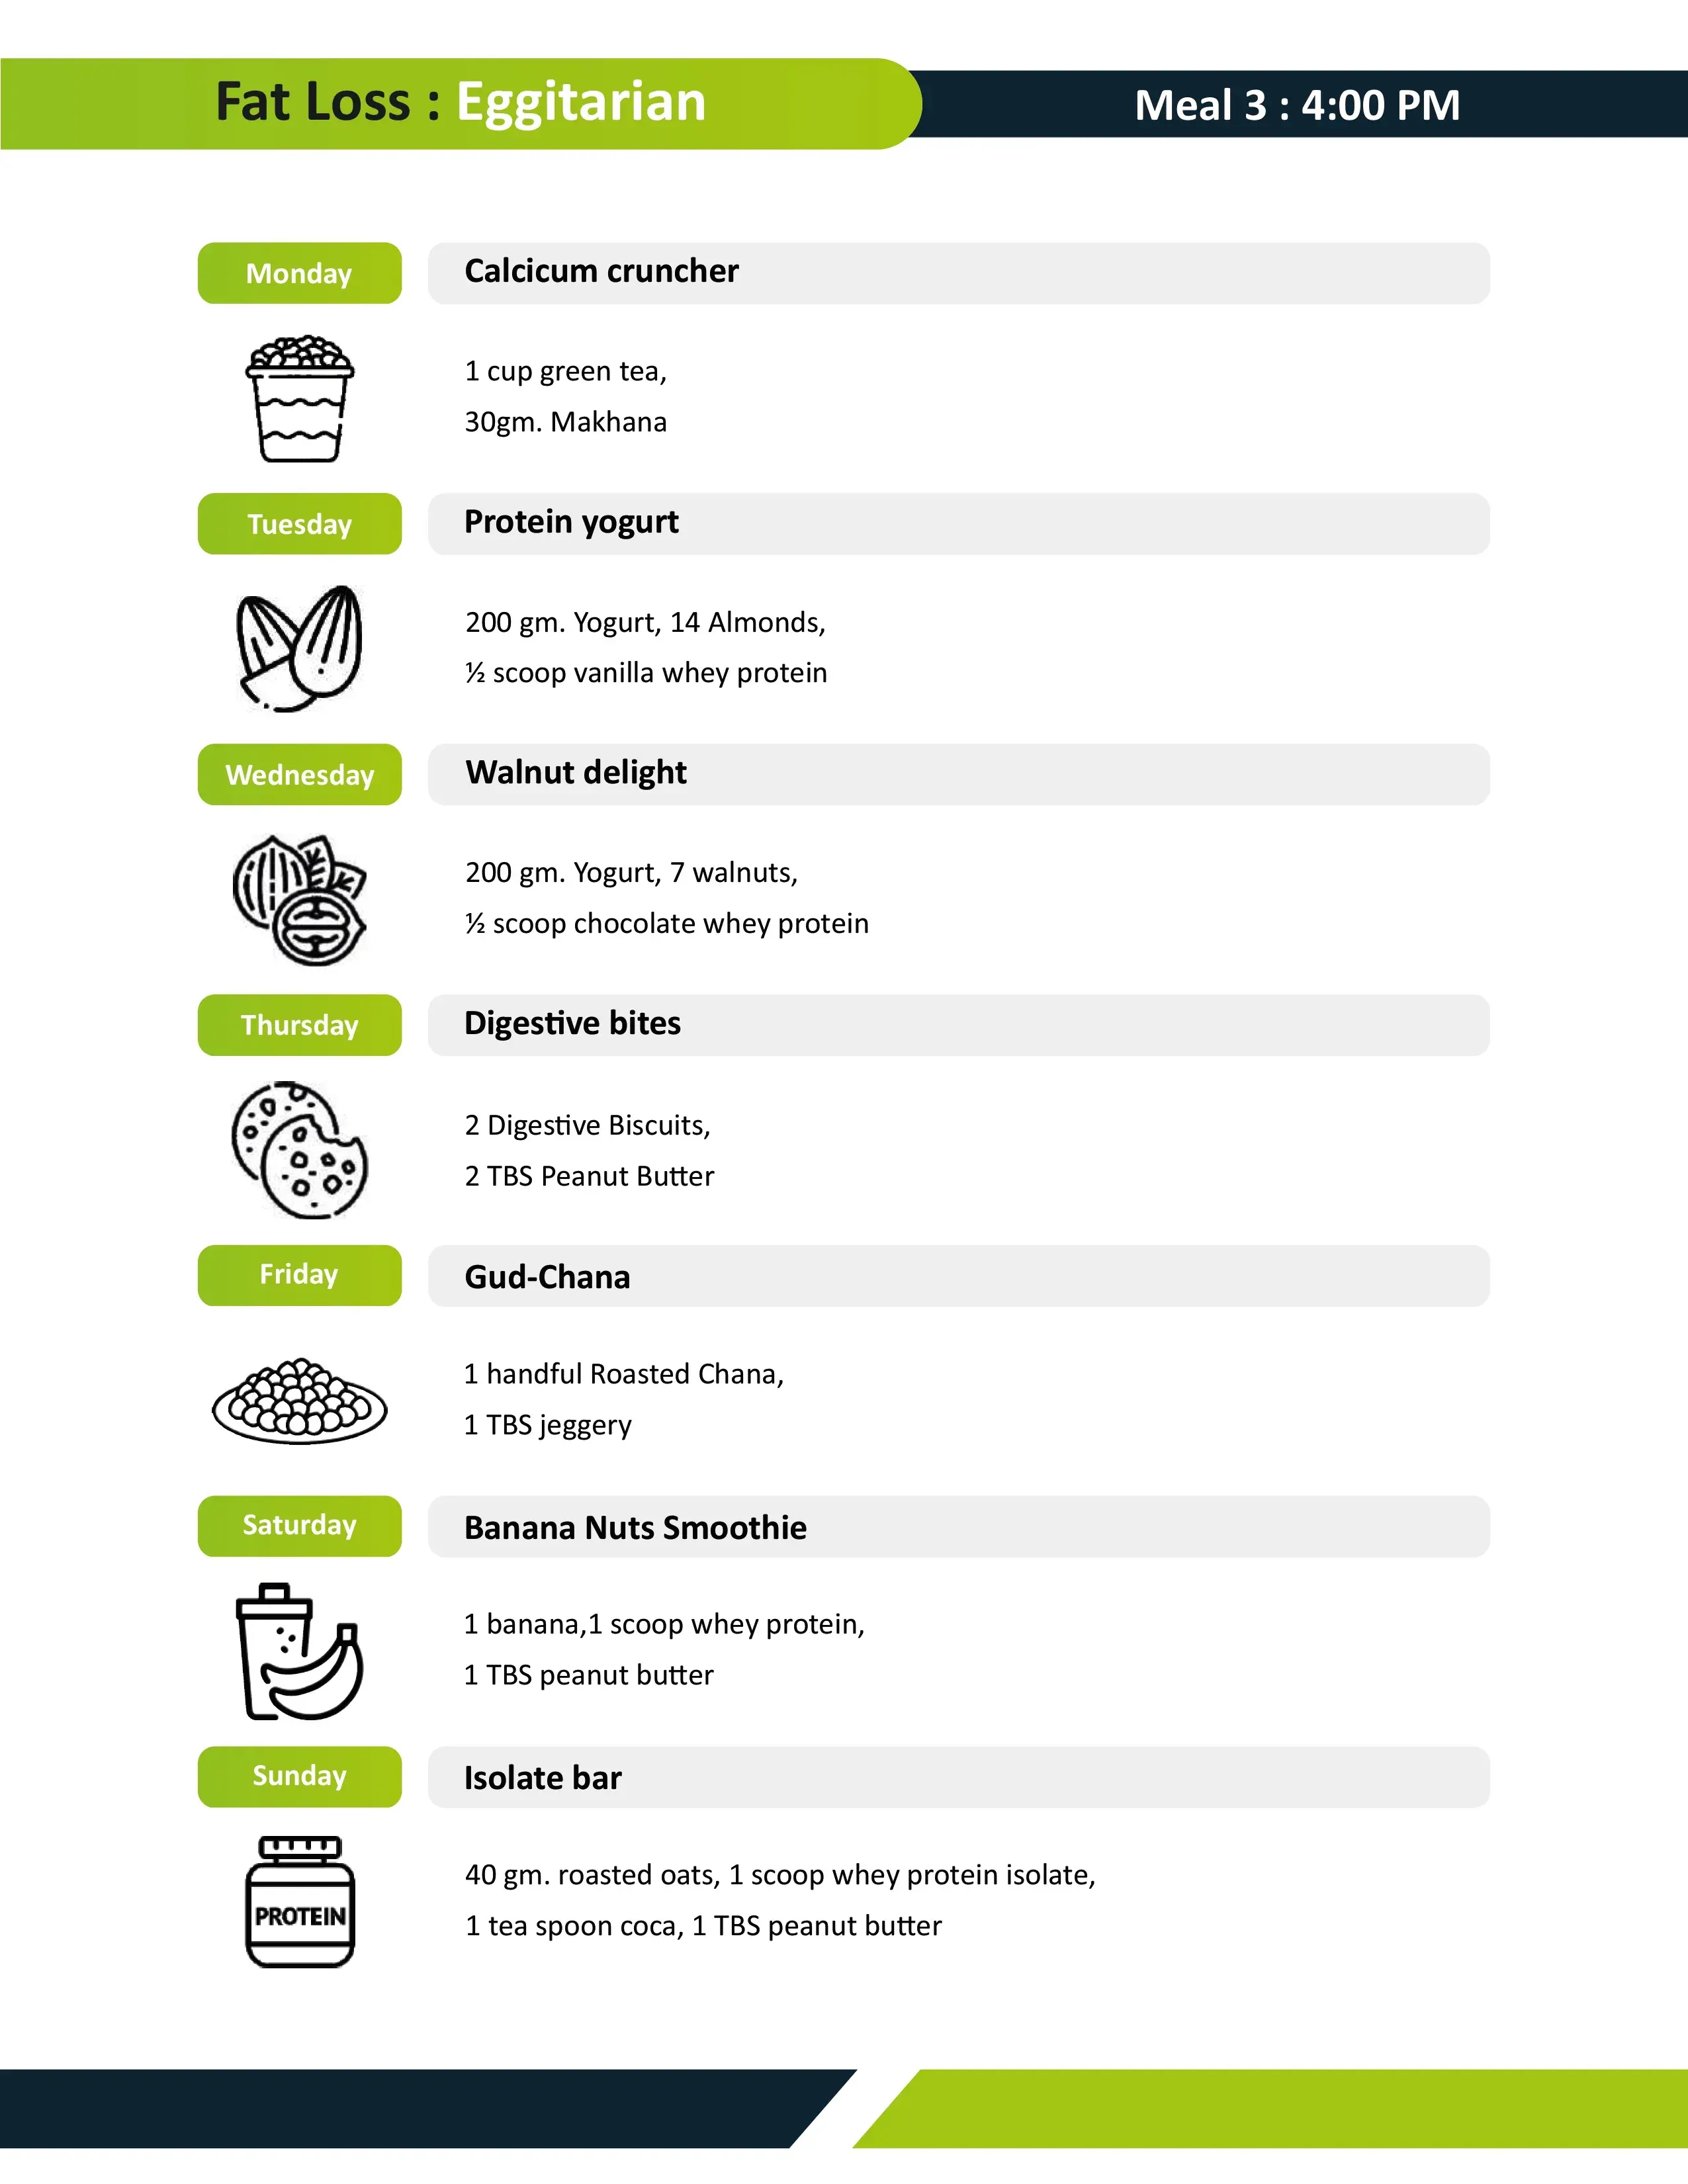 Fat Loss : Eggitarian
Meal 3 : 4:00 PM
Monday
Calcicum cruncher
1 cup green tea,
30gm. Makhana
Tuesday
Protein yogurt
200 gm. Yogurt, 14 Almonds,
½ scoop vanilla whey protein
Wednesday
Walnut delight
200 gm. Yogurt, 7 walnuts,
½ scoop chocolate whey protein
Thursday
Digestive bites
2 Digestive Biscuits,
2 TBS Peanut Butter
Friday
Gud-Chana
1 handful Roasted Chana,
1 TBS jeggery
Saturday
Banana Nuts Smoothie
1 banana,1 scoop whey protein,
1 TBS peanut butter
Sunday
Isolate bar
PROTEIN
40 gm. roasted oats, 1 scoop whey protein isolate,
1 tea spoon coca, 1 TBS peanut butter